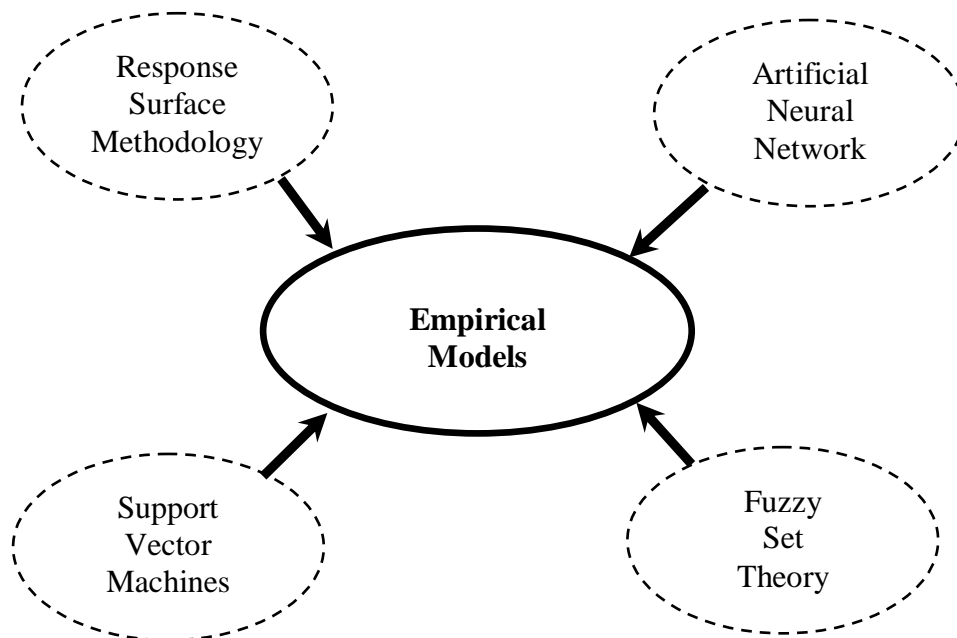 Response
Surface
Methodology
Artificial
Neural
Network
Empirical
Models
Support
Vector
Machines
Fuzzy
Set
Theory